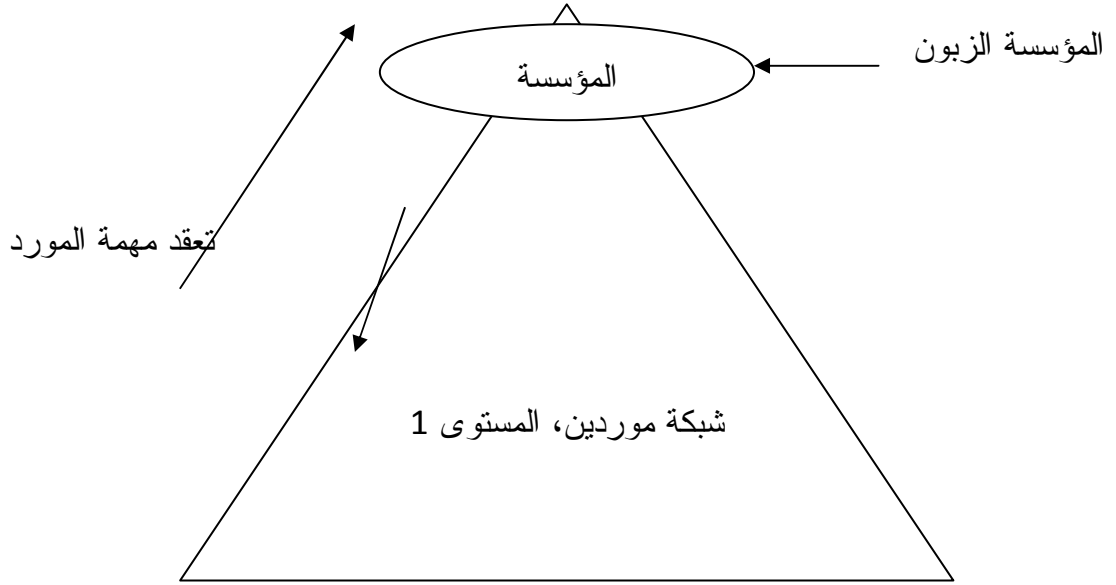 المؤسسة الزبون
المؤسسة
تعقد مهمة المورد
شبكة موردين، المستوى 1